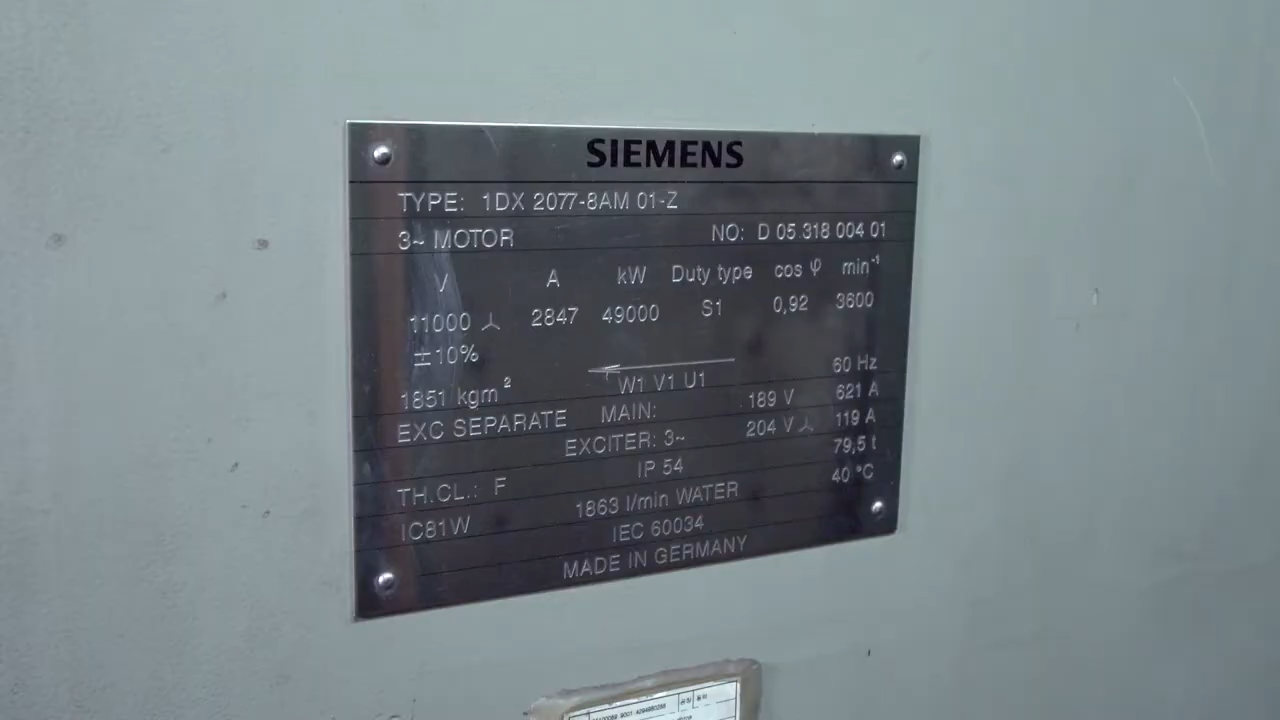 SIEMENS
TYPE: 1DX 2077-8AM 01-Z
3~ MOTOR NO: D 05 318 004 01
V A kW Duty type cos φ min⁻¹
11000 2847 49000 S1 0,92 3600
±10%
60 Hz
1851 kgm² W1 V1 U1
EXC SEPARATE MAIN: 189 V 621 A
EXCITER: 3~ 204 V 119 A
IP 54 79,5 t
TH.CL.: F 40 °C
IC81W 1863 l/min WATER
IEC 60034
MADE IN GERMANY